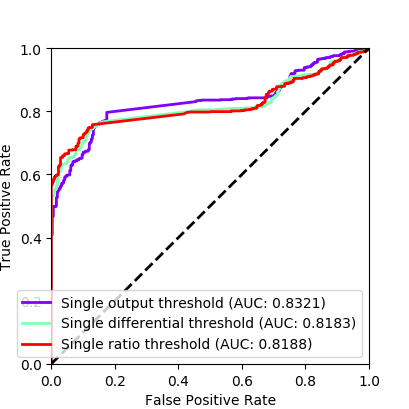 1.0
0.8
0.6
0.4
0.2
0.0
True Positive Rate
Single output threshold (AUC: 0.8321)
Single differential threshold (AUC: 0.8183)
Single ratio threshold (AUC: 0.8188)
0.0 0.2 0.4 0.6 0.8 1.0
False Positive Rate